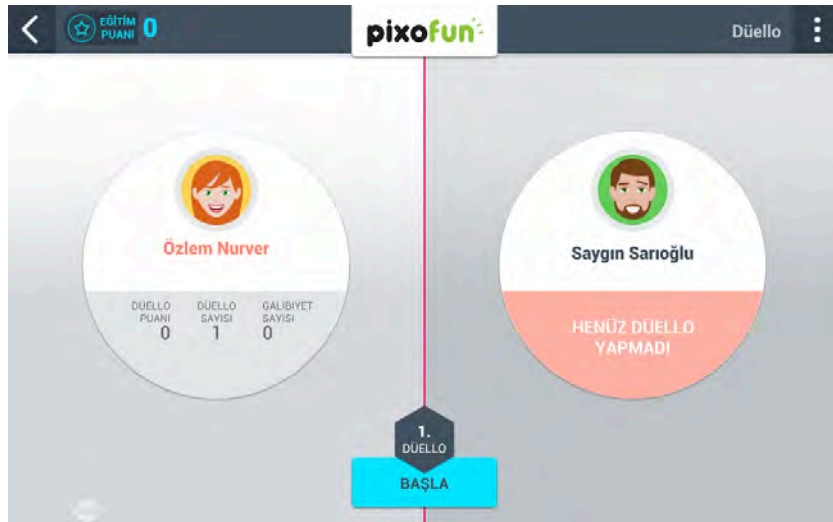 EĞİTİM
PUANI 0
pixofun
Düello
Özlem Nurver
DÜELLO PUANI 0
DÜELLO SAYISI 1
GALİBİYET SAYISI 0
Saygın Sarıoğlu
HENÜZ DÜELLO
YAPMADI
1.
DÜELLO
BAŞLA